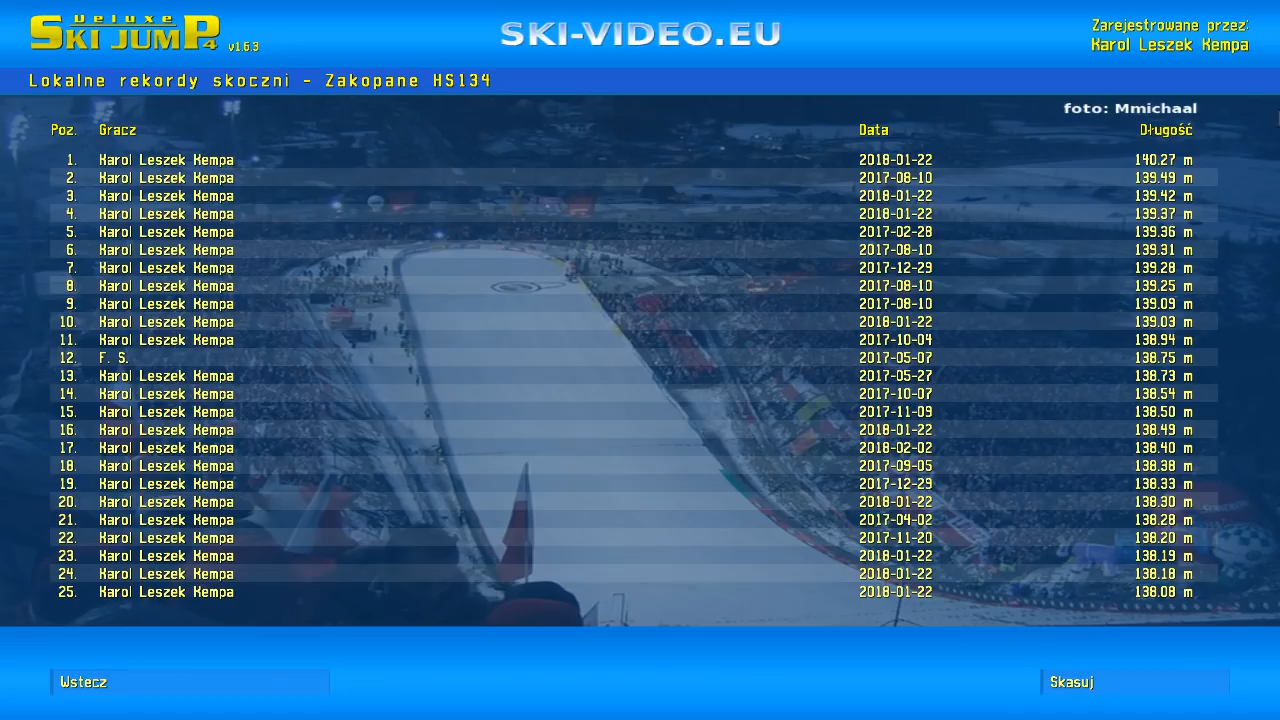 Deluxe
SKI JUMP 4 v1.6.3
SKI-VIDEO.EU
Zarejestrowane przez:
Karol Leszek Kempa
Lokalne rekordy skoczni - Zakopane HS134
foto: Mmichaal
Poz. Gracz Data Długość
1. Karol Leszek Kempa 2018-01-22 140.27 m
2. Karol Leszek Kempa 2017-08-10 139.49 m
3. Karol Leszek Kempa 2018-01-22 139.42 m
4. Karol Leszek Kempa 2018-01-22 139.37 m
5. Karol Leszek Kempa 2017-02-28 139.36 m
6. Karol Leszek Kempa 2017-08-10 139.31 m
7. Karol Leszek Kempa 2017-12-29 139.28 m
8. Karol Leszek Kempa 2017-08-10 139.25 m
9. Karol Leszek Kempa 2017-08-10 139.09 m
10. Karol Leszek Kempa 2018-01-22 139.03 m
11. Karol Leszek Kempa 2017-10-04 138.94 m
12. F. S. 2017-05-07 138.75 m
13. Karol Leszek Kempa 2017-05-27 138.73 m
14. Karol Leszek Kempa 2017-10-07 138.54 m
15. Karol Leszek Kempa 2017-11-09 138.50 m
16. Karol Leszek Kempa 2018-01-22 138.49 m
17. Karol Leszek Kempa 2018-02-02 138.40 m
18. Karol Leszek Kempa 2017-09-05 138.38 m
19. Karol Leszek Kempa 2017-12-29 138.33 m
20. Karol Leszek Kempa 2018-01-22 138.30 m
21. Karol Leszek Kempa 2017-04-02 138.28 m
22. Karol Leszek Kempa 2017-11-20 138.20 m
23. Karol Leszek Kempa 2018-01-22 138.19 m
24. Karol Leszek Kempa 2018-01-22 138.18 m
25. Karol Leszek Kempa 2018-01-22 138.08 m
Wstecz
Skasuj